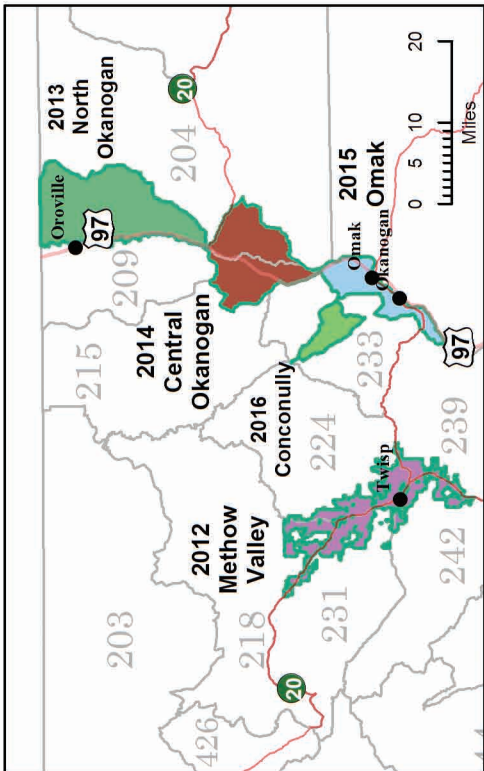 2013
North
Okanogan
Oroville
97
215
203
209
20
204
2014
Central
Okanogan
2012
Methow
Valley
426
218
2016
Conconully
20
224
231
2015
Omak
Omak
Okanogan
233
Twisp
0 5 10 20
Miles
97
239
242